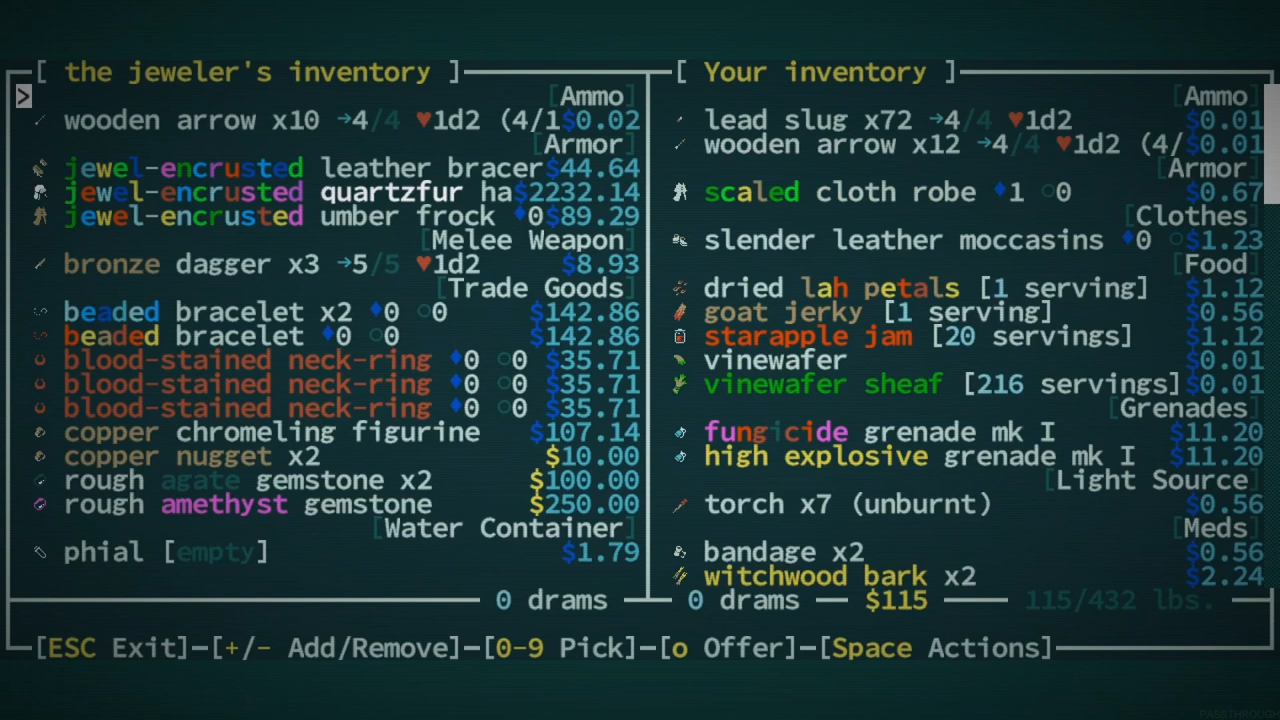 [ the jeweler's inventory ]
>
[Ammo]
wooden arrow x10 →4/4 ♥1d2 (4/1$0.02
[Armor]
jewel-encrusted leather bracer$44.64
jewel-encrusted quartzfur ha$2232.14
jewel-encrusted umber frock ♦0$89.29
[Melee Weapon]
bronze dagger x3 →5/5 ♥1d2 $8.93
[Trade Goods]
beaded bracelet x2 ♦0 ○0 $142.86
beaded bracelet ♦0 ○0 $142.86
blood-stained neck-ring ♦0 ○0 $35.71
blood-stained neck-ring ♦0 ○0 $35.71
blood-stained neck-ring ♦0 ○0 $35.71
copper chromeling figurine $107.14
copper nugget x2 $10.00
rough agate gemstone x2 $100.00
rough amethyst gemstone $250.00
[Water Container]
phial [empty] $1.79
0 drams
[ Your inventory ]
[Ammo]
lead slug x72 →4/4 ♥1d2 $0.01
wooden arrow x12 →4/4 ♥1d2 (4/$0.01
[Armor]
scaled cloth robe ♦1 ○0 $0.67
[Clothes]
slender leather moccasins ♦0 ○$1.23
[Food]
dried lah petals [1 serving] $1.12
goat jerky [1 serving] $0.56
starapple jam [20 servings] $1.12
vinewafer $0.01
vinewafer sheaf [216 servings]$0.01
[Grenades]
fungicide grenade mk I $11.20
high explosive grenade mk I $11.20
[Light Source]
torch x7 (unburnt) $0.56
[Meds]
bandage x2 $0.56
witchwood bark x2 $2.24
0 drams — $115 — 115/432 lbs.
[ESC Exit]—[+/- Add/Remove]—[0-9 Pick]—[o Offer]—[Space Actions]